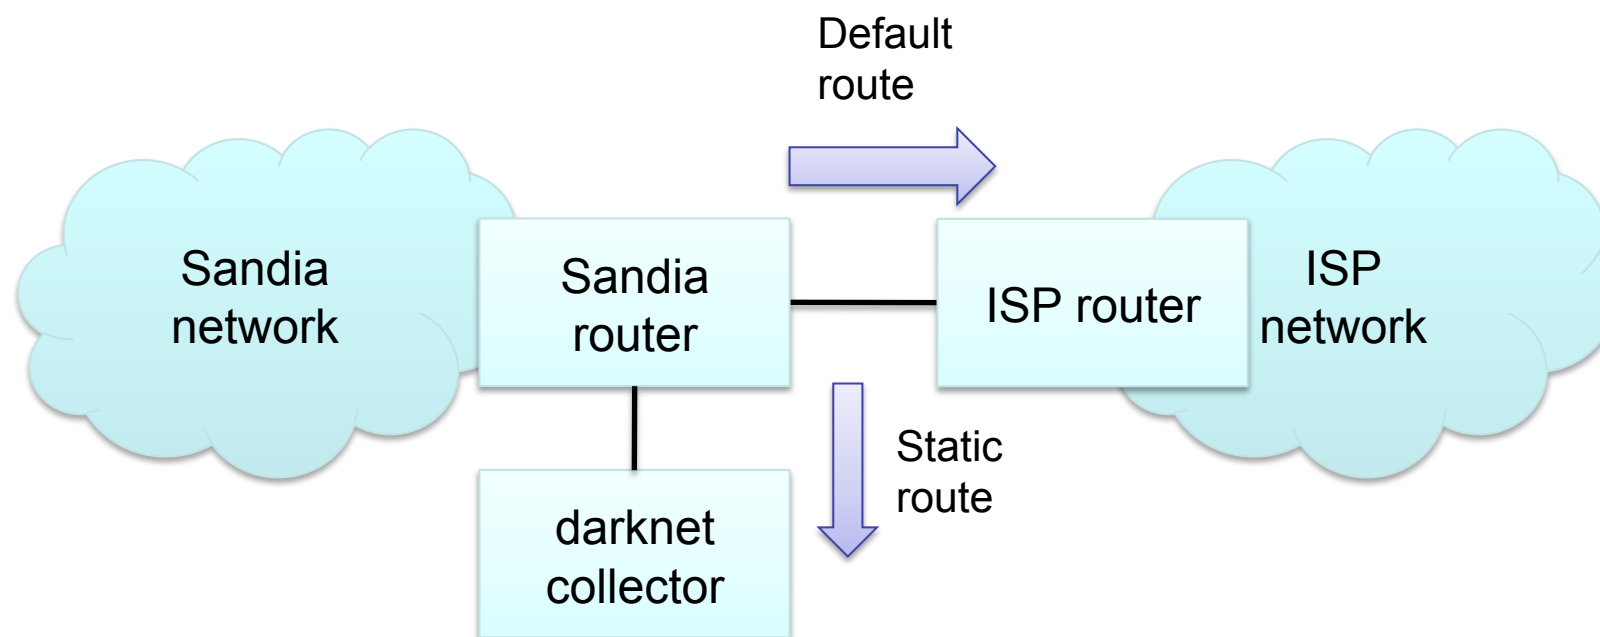 Default
route
Sandia
network
Sandia
router
ISP router
ISP
network
Static
route
darknet
collector